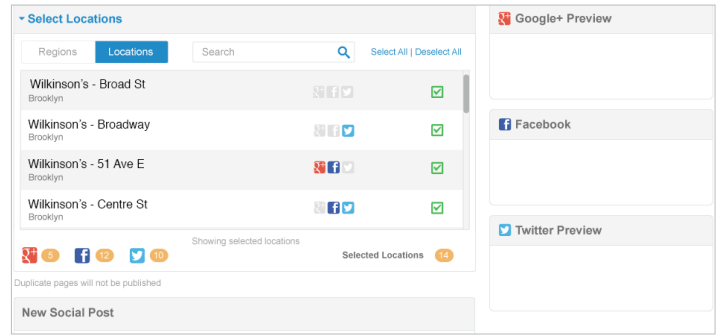 Select Locations
Regions Locations Search Select All | Deselect All
Wilkinson's - Broad St
Brooklyn
Wilkinson's - Broadway
Brooklyn
Wilkinson's - 51 Ave E
Brooklyn
Wilkinson's - Centre St
Brooklyn
Showing selected locations
5 12 10 Selected Locations 14
Duplicate pages will not be published
New Social Post
Google+ Preview
Facebook
Twitter Preview